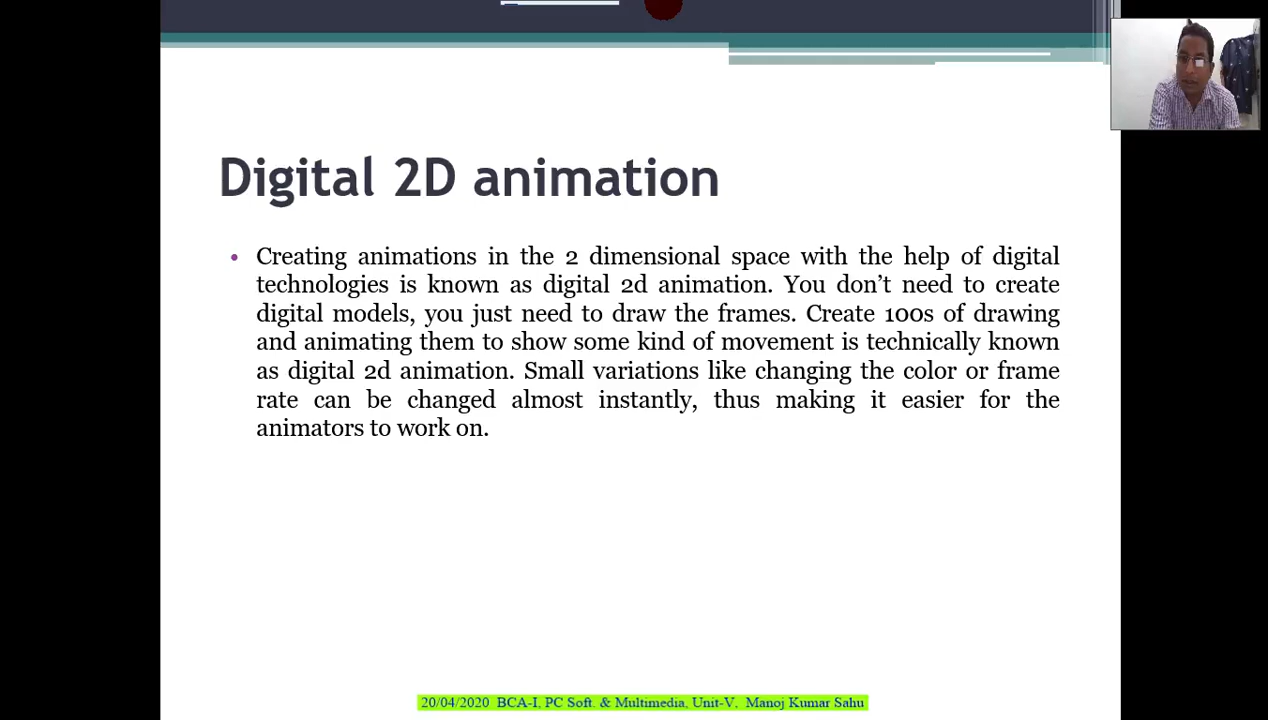 Digital 2D animation
• Creating animations in the 2 dimensional space with the help of digital
technologies is known as digital 2d animation. You don’t need to create
digital models, you just need to draw the frames. Create 100s of drawing
and animating them to show some kind of movement is technically known
as digital 2d animation. Small variations like changing the color or frame
rate can be changed almost instantly, thus making it easier for the
animators to work on.
20/04/2020 BCA-I, PC Soft. & Multimedia, Unit-V. Manoj Kumar Sahu